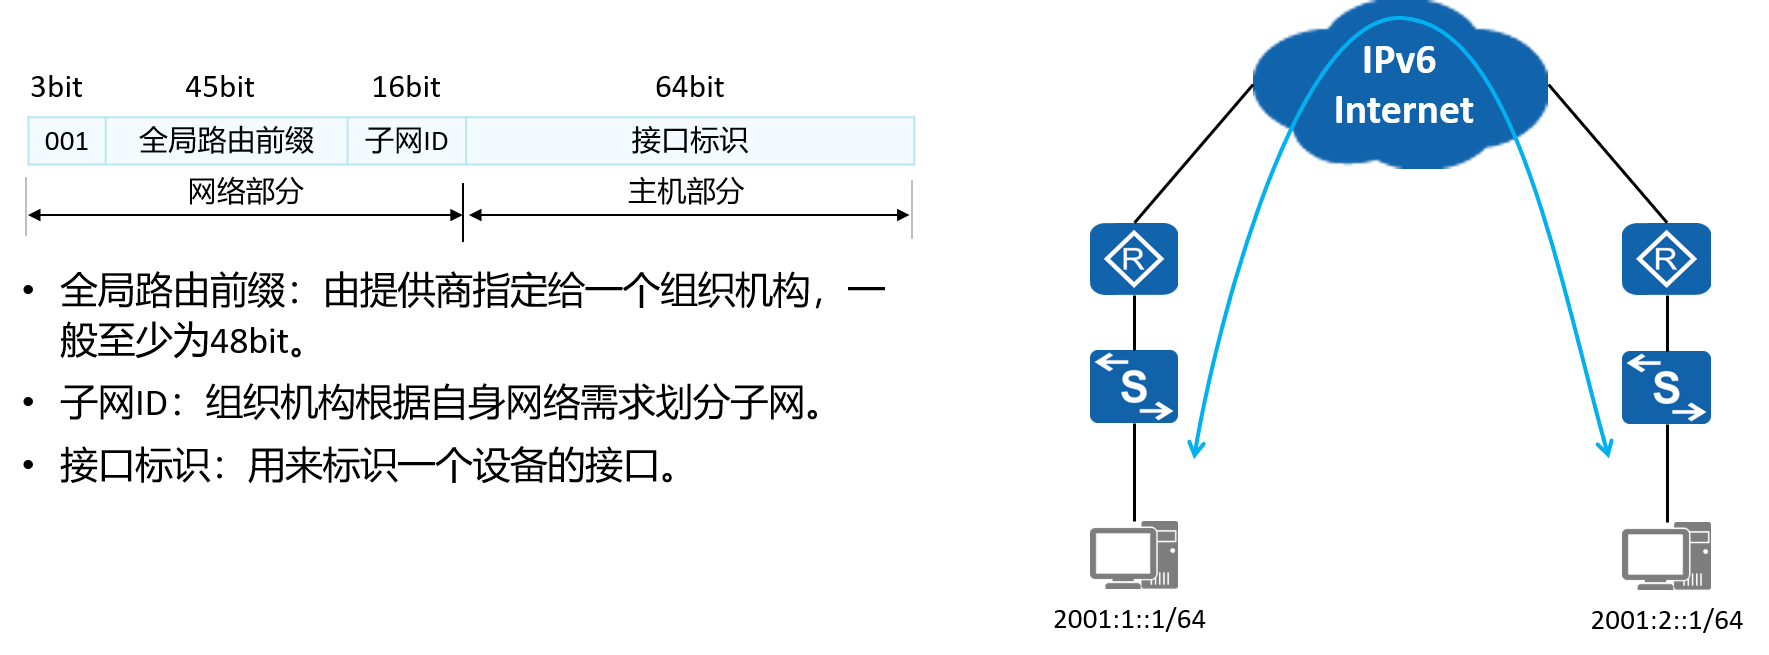 3bit 45bit 16bit 64bit
001 全局路由前缀 子网ID 接口标识
网络部分 主机部分
• 全局路由前缀：由提供商指定给一个组织机构，一
般至少为48bit。
• 子网ID：组织机构根据自身网络需求划分子网。
• 接口标识：用来标识一个设备的接口。
IPv6
Internet
R
R
S
S
2001:1::1/64
2001:2::1/64